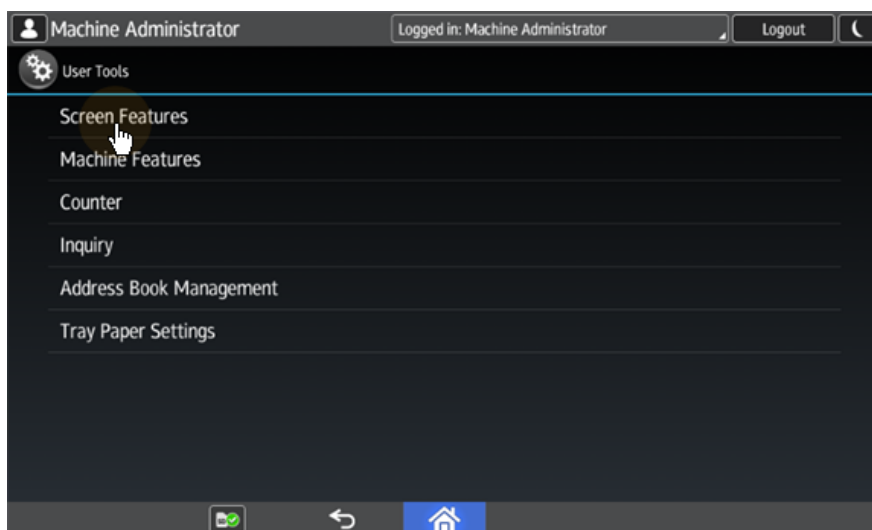 Machine Administrator
Logged in: Machine Administrator
Logout
User Tools
Screen Features
Machine Features
Counter
Inquiry
Address Book Management
Tray Paper Settings